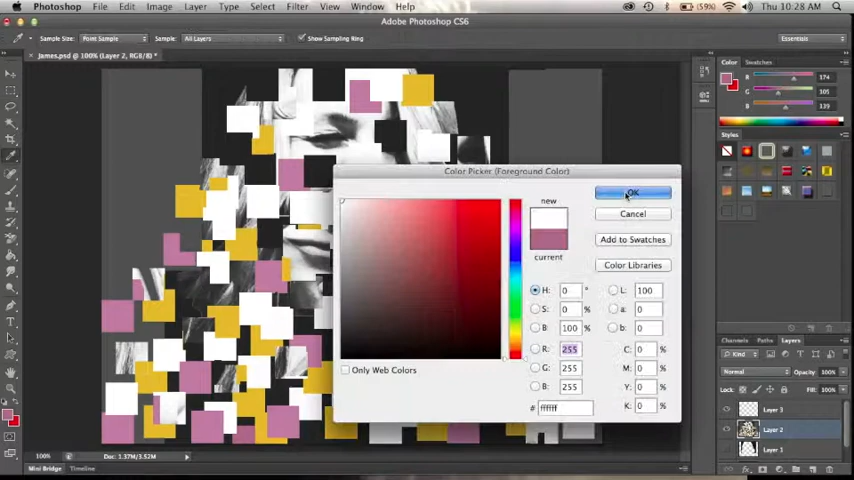 Photoshop File Edit Image Layer Type Select Filter View Window Help (59%) Thu 10:28 AM
Adobe Photoshop CS6
Sample Size: Point Sample Sample: All Layers Show Sampling Ring Essentials
James.psd @ 100% (Layer 2, RGB/8) *
Color Swatches
R 174
G 101
B 139
Styles
Color Picker (Foreground Color)
new
current
OK
Cancel
Add to Swatches
Color Libraries
H: 0 °
S: 0 %
B: 100 %
R: 255
G: 255
B: 255
# ffffff
L: 100
a: 0
b: 0
C: 0 %
M: 0 %
Y: 0 %
K: 0 %
Only Web Colors
Channels Paths Layers
Kind
Normal Opacity: 100%
Lock: Fill: 100%
Layer 3
Layer 2
Layer 1
100% Doc: 1.37M/3.52M
Mini Bridge Timeline